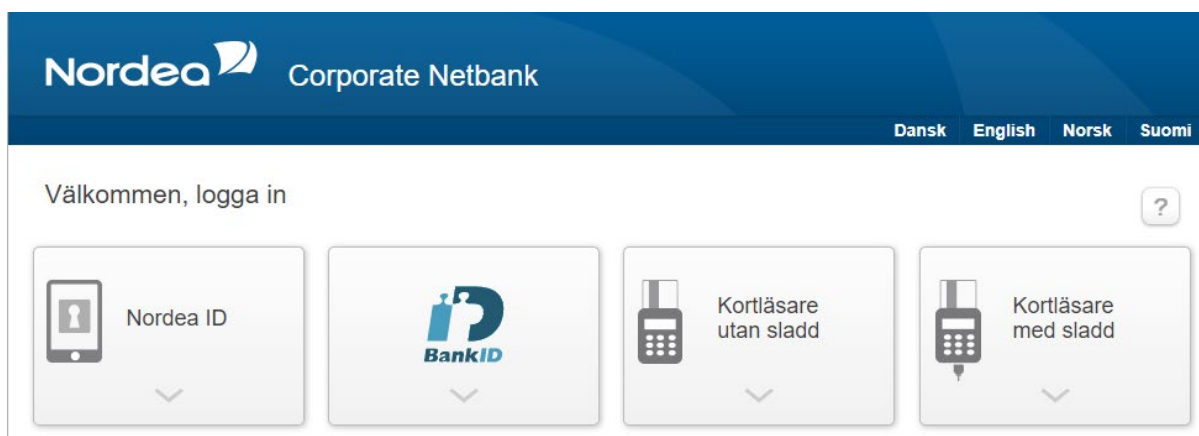 Nordea Corporate Netbank
Dansk English Norsk Suomi
Välkommen, logga in
?
Nordea ID
BankID
Kortläsare
utan sladd
Kortläsare
med sladd